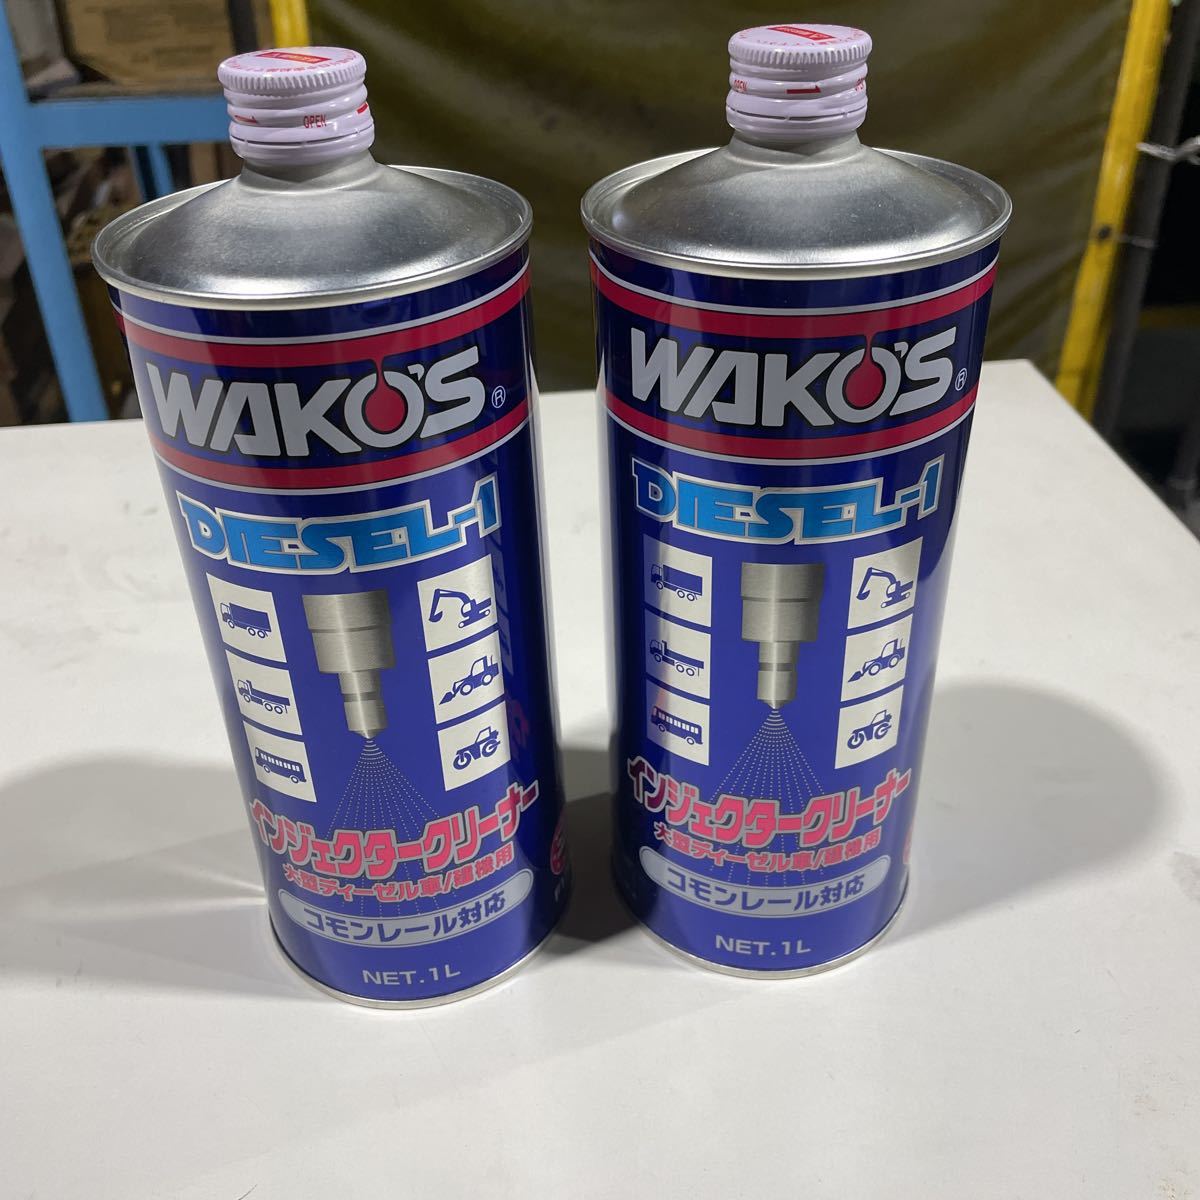 OPEN
WAKO'S®
DIESEL-1
インジェクタークリーナー
大型ディーゼル車/建機用
コモンレール対応
NET.1L
OPEN
WAKO'S®
DIESEL-1
インジェクタークリーナー
大型ディーゼル車/建機用
コモンレール対応
NET.1L